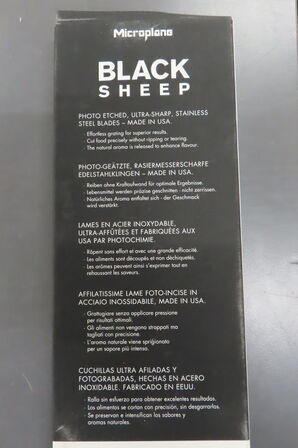 Microplane
BLACK
SHEEP
PHOTO ETCHED, ULTRA-SHARP, STAINLESS
STEEL BLADES – MADE IN USA.
· Effortless grating for superior results.
· Cut food precisely without ripping or tearing.
· The natural aroma is released to enhance flavour.
PHOTO-GEÄTZTE, RASIERMESSERSCHARFE
EDELSTAHLKLINGEN – MADE IN USA.
· Reiben ohne Kraftaufwand für optimale Ergebnisse.
· Lebensmittel werden präzise geschnitten - nicht zerrissen.
· Natürliches Aroma entfaltet sich - der Geschmack
wird verstärkt.
LAMES EN ACIER INOXYDABLE,
ULTRA-AFFÛTÉES ET FABRIQUÉES AUX
USA PAR PHOTOCHIMIE.
· Râpent sans effort et avec une grande efficacité.
· Les aliments sont découpés et non déchiquetés.
· Les arômes peuvent ainsi s'exprimer tout en
rehaussant les saveurs.
AFFILATISSIME LAME FOTO-INCISE IN
ACCIAIO INOSSIDABILE, MADE IN USA.
· Grattugiare senza applicare pressione
per risultati ottimali.
· Gli alimenti non vengono strappati ma
tagliati con precisione.
· L'aroma naturale viene sprigionato
per un sapore più intenso.
CUCHILLAS ULTRA AFILADAS Y
FOTOGRABADAS, HECHAS EN ACERO
INOXIDABLE. FABRICADO EN EEUU.
· Ralla sin esfuerzo para obtener excelentes resultados.
· Los alimentos se cortan con precisión, sin desgarrarlos.
· Se preservan e intensifican los sabores y
aromas naturales.